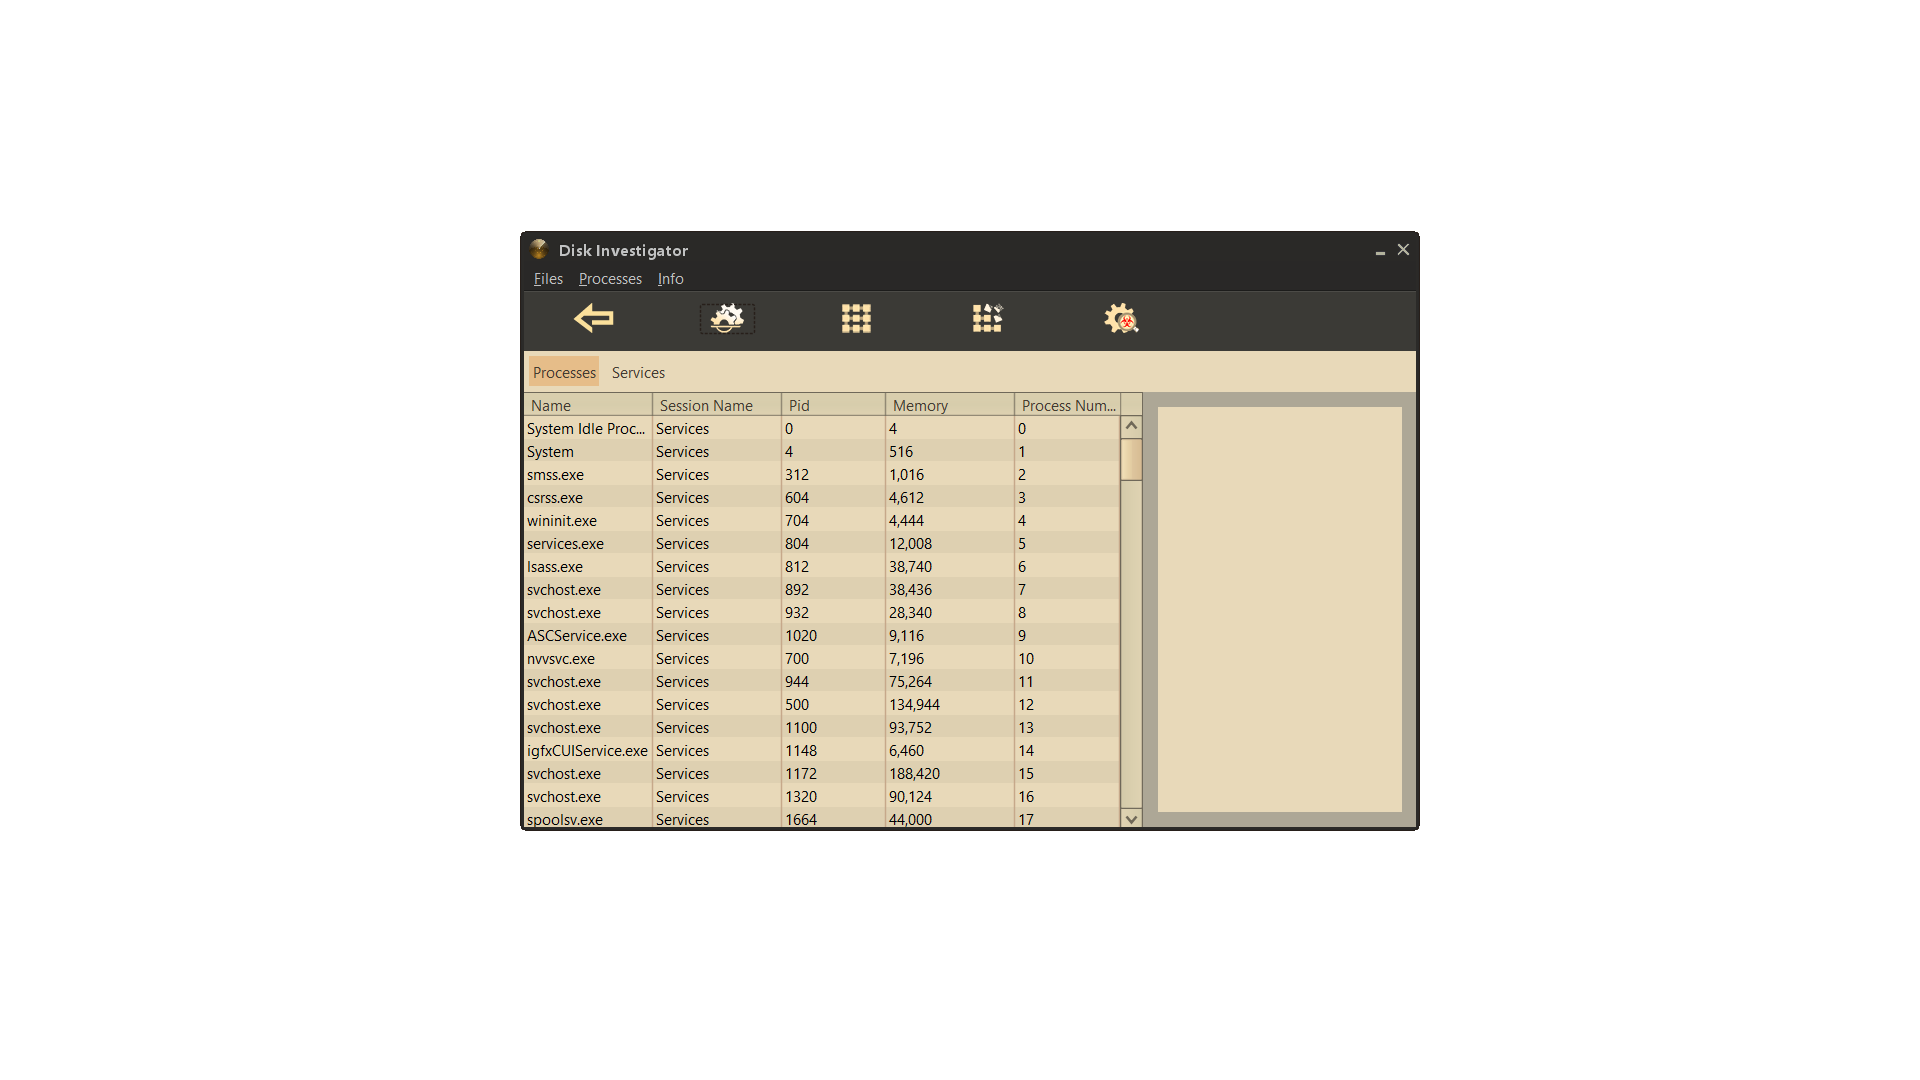 Disk Investigator
Files Processes Info
Processes Services
Name Session Name Pid Memory Process Num...
System Idle Proc... Services 0 4 0
System Services 4 516 1
smss.exe Services 312 1,016 2
csrss.exe Services 604 4,612 3
wininit.exe Services 704 4,444 4
services.exe Services 804 12,008 5
lsass.exe Services 812 38,740 6
svchost.exe Services 892 38,436 7
svchost.exe Services 932 28,340 8
ASCService.exe Services 1020 9,116 9
nvvsvc.exe Services 700 7,196 10
svchost.exe Services 944 75,264 11
svchost.exe Services 500 134,944 12
svchost.exe Services 1100 93,752 13
igfxCUIService.exe Services 1148 6,460 14
svchost.exe Services 1172 188,420 15
svchost.exe Services 1320 90,124 16
spoolsv.exe Services 1664 44,000 17